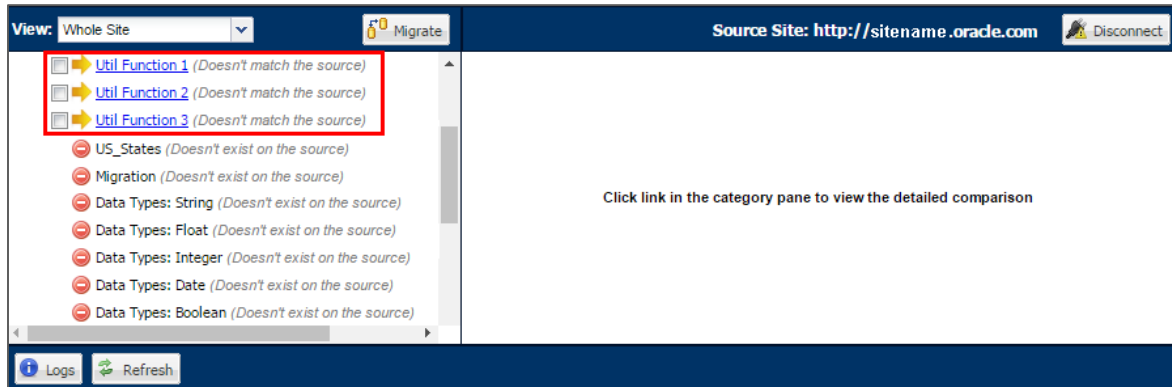 View: Whole Site Migrate Source Site: http://sitename.oracle.com Disconnect
Util Function 1 (Doesn't match the source)
Util Function 2 (Doesn't match the source)
Util Function 3 (Doesn't match the source)
US_States (Doesn't exist on the source)
Migration (Doesn't exist on the source)
Data Types: String (Doesn't exist on the source)
Data Types: Float (Doesn't exist on the source)
Data Types: Integer (Doesn't exist on the source)
Data Types: Date (Doesn't exist on the source)
Data Types: Boolean (Doesn't exist on the source)
Click link in the category pane to view the detailed comparison
Logs Refresh